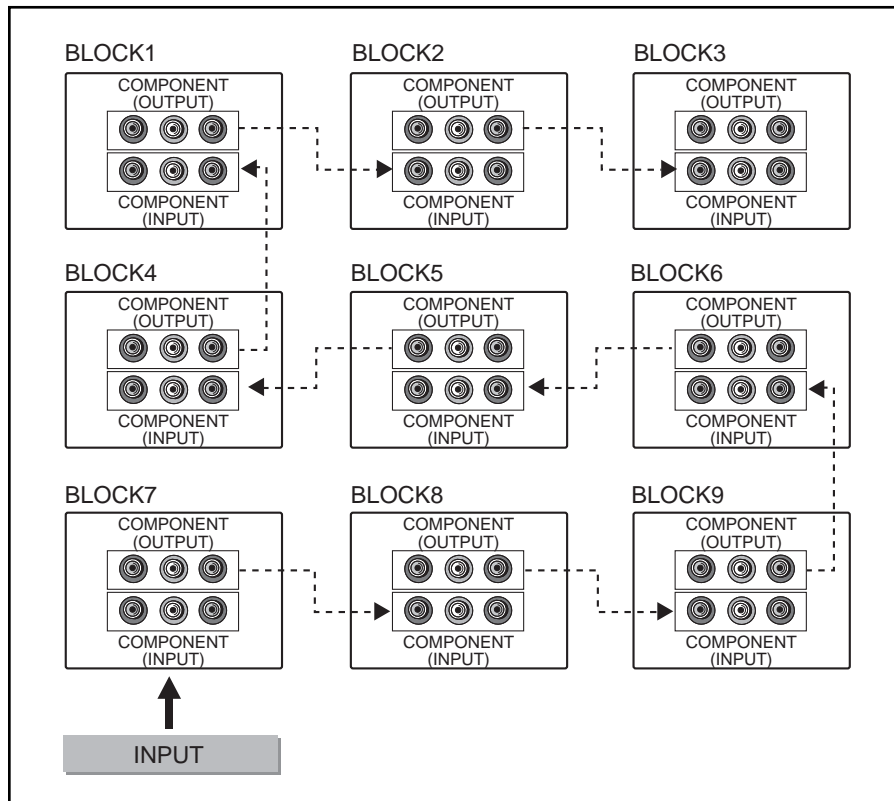 BLOCK1
COMPONENT
(OUTPUT)
COMPONENT
(INPUT)
BLOCK2
COMPONENT
(OUTPUT)
COMPONENT
(INPUT)
BLOCK3
COMPONENT
(OUTPUT)
COMPONENT
(INPUT)
BLOCK4
COMPONENT
(OUTPUT)
COMPONENT
(INPUT)
BLOCK5
COMPONENT
(OUTPUT)
COMPONENT
(INPUT)
BLOCK6
COMPONENT
(OUTPUT)
COMPONENT
(INPUT)
BLOCK7
COMPONENT
(OUTPUT)
COMPONENT
(INPUT)
BLOCK8
COMPONENT
(OUTPUT)
COMPONENT
(INPUT)
BLOCK9
COMPONENT
(OUTPUT)
COMPONENT
(INPUT)
INPUT